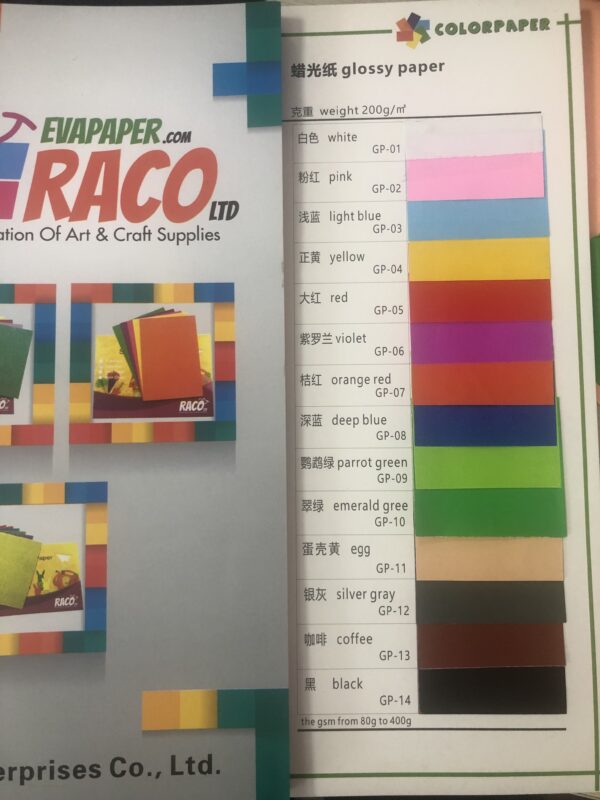 EVAPAPER.COM
RACO LTD
ation Of Art & Craft Supplies
RACO
RACO
erprises Co., Ltd.
COLORPAPER
蜡光纸 glossy paper
克重 weight 200g/㎡
白色 white
GP-01
粉红 pink
GP-02
浅蓝 light blue
GP-03
正黄 yellow
GP-04
大红 red
GP-05
紫罗兰 violet
GP-06
桔红 orange red
GP-07
深蓝 deep blue
GP-08
鹦鹉绿 parrot green
GP-09
翠绿 emerald gree
GP-10
蛋壳黄 egg
GP-11
银灰 silver gray
GP-12
咖啡 coffee
GP-13
黑 black
GP-14
the gsm from 80g to 400g